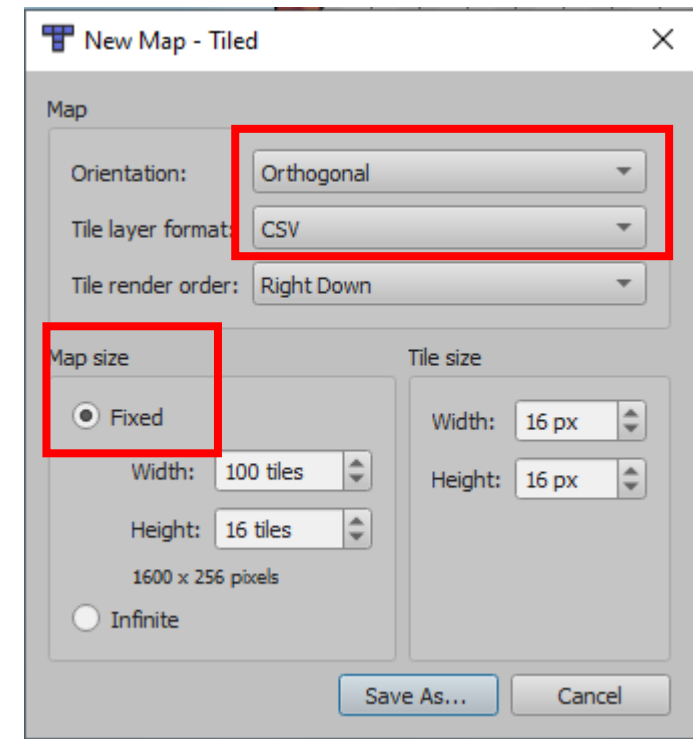 New Map - Tiled
Map
Orientation: Orthogonal
Tile layer format: CSV
Tile render order: Right Down
Map size
Fixed
Width: 100 tiles
Height: 16 tiles
1600 x 256 pixels
Infinite
Tile size
Width: 16 px
Height: 16 px
Save As... Cancel